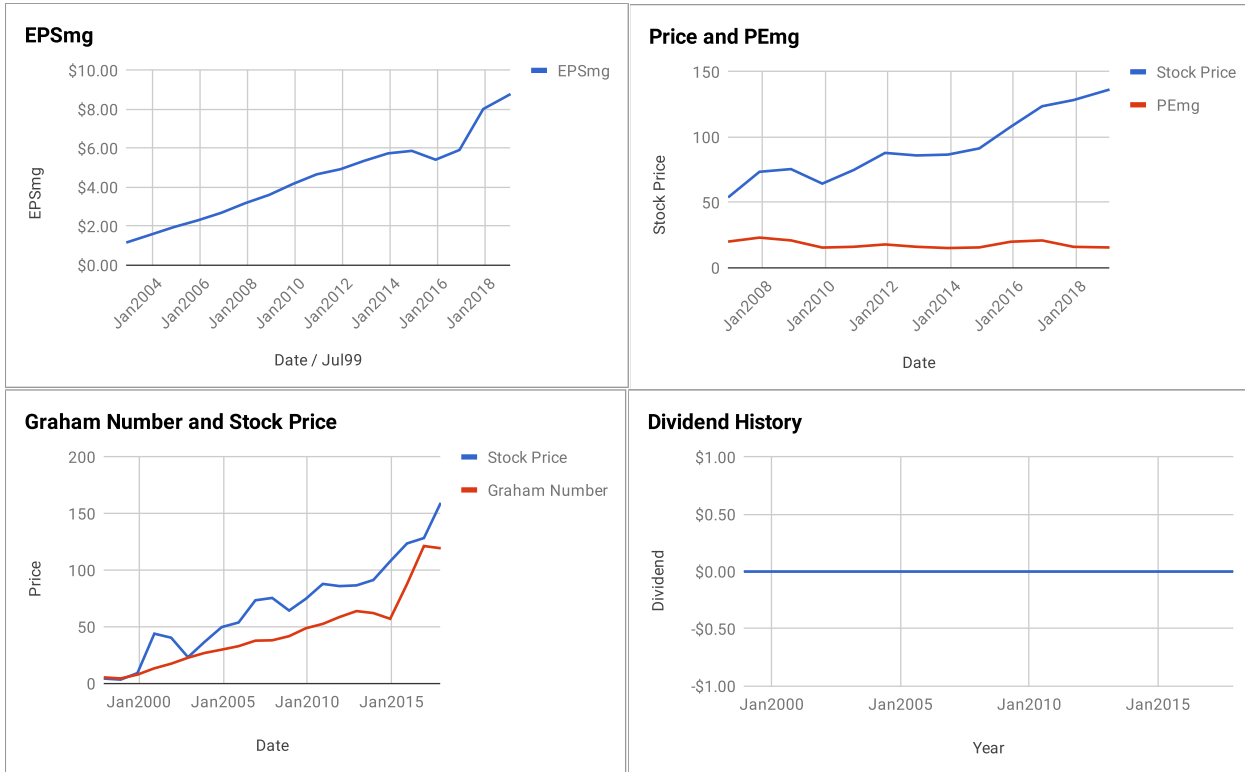 EPSmg
$10.00
$8.00
$6.00
$4.00
$2.00
$0.00
EPSmg
Jan2004
Jan2006
Jan2008
Jan2010
Jan2012
Jan2014
Jan2016
Jan2018
Date / Jul99
EPSmg
Price and PEmg
150
100
50
0
Stock Price
Jan2008
Jan2010
Jan2012
Jan2014
Jan2016
Jan2018
Date
Stock Price
PEmg
Graham Number and Stock Price
200
150
100
50
0
Price
Jan2000 Jan2005 Jan2010 Jan2015
Date
Stock Price
Graham Number
Dividend History
$1.00
$0.50
$0.00
-$0.50
-$1.00
Dividend
Jan2000 Jan2005 Jan2010 Jan2015
Year